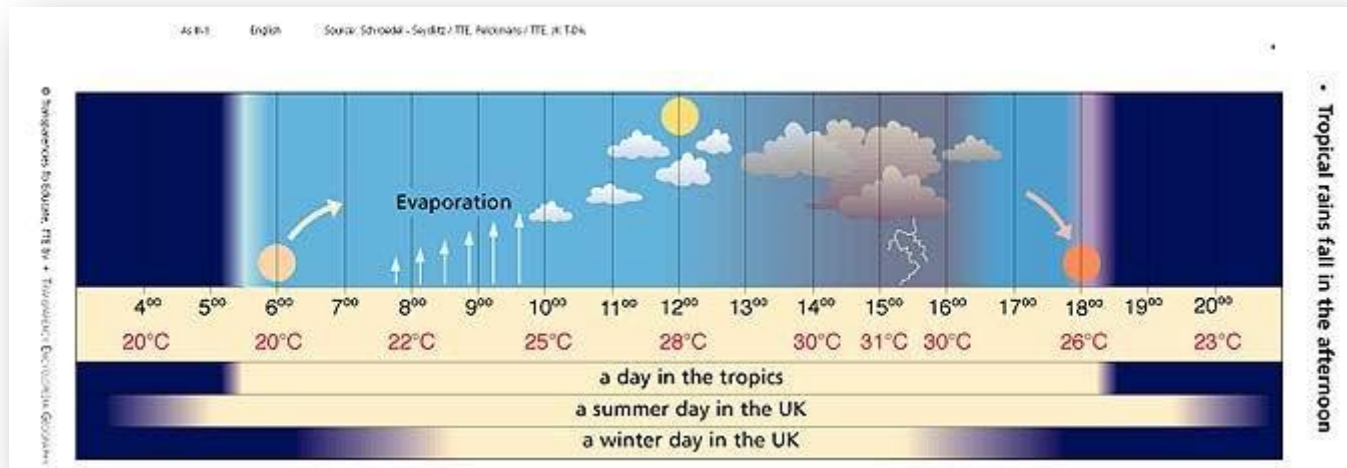 English
Evaporation
4⁰⁰ 5⁰⁰ 6⁰⁰ 7⁰⁰ 8⁰⁰ 9⁰⁰ 10⁰⁰ 11⁰⁰ 12⁰⁰ 13⁰⁰ 14⁰⁰ 15⁰⁰ 16⁰⁰ 17⁰⁰ 18⁰⁰ 19⁰⁰ 20⁰⁰
20°C 20°C 22°C 25°C 28°C 30°C 31°C 30°C 26°C 23°C
a day in the tropics
a summer day in the UK
a winter day in the UK
• Tropical rains fall in the afternoon